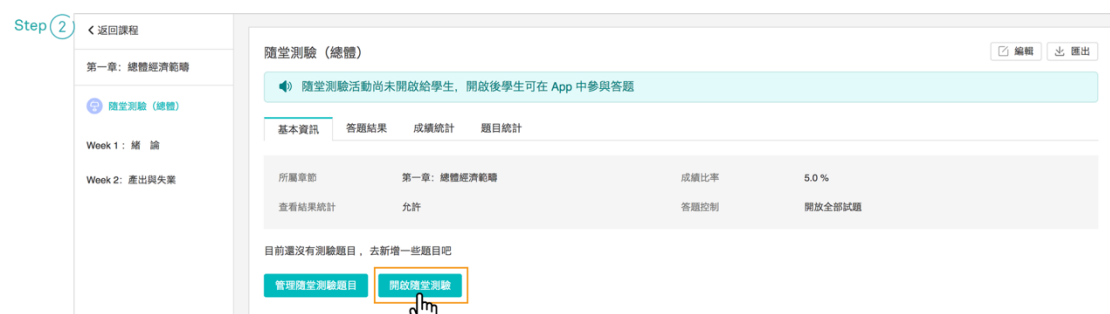 Step 2
返回課程
第一章：總體經濟範疇
隨堂測驗（總體）
Week 1： 緒 論
Week 2：產出與失業
隨堂測驗（總體）
編輯
匯出
隨堂測驗活動尚未開啟給學生，開啟後學生可在 App 中參與答題
基本資訊 答題結果 成績統計 題目統計
所屬章節 第一章：總體經濟範疇 成績比率 5.0 %
查看結果統計 允許 答題控制 開放全部試題
目前還沒有測驗題目，去新增一些題目吧
管理隨堂測驗題目 開啟隨堂測驗